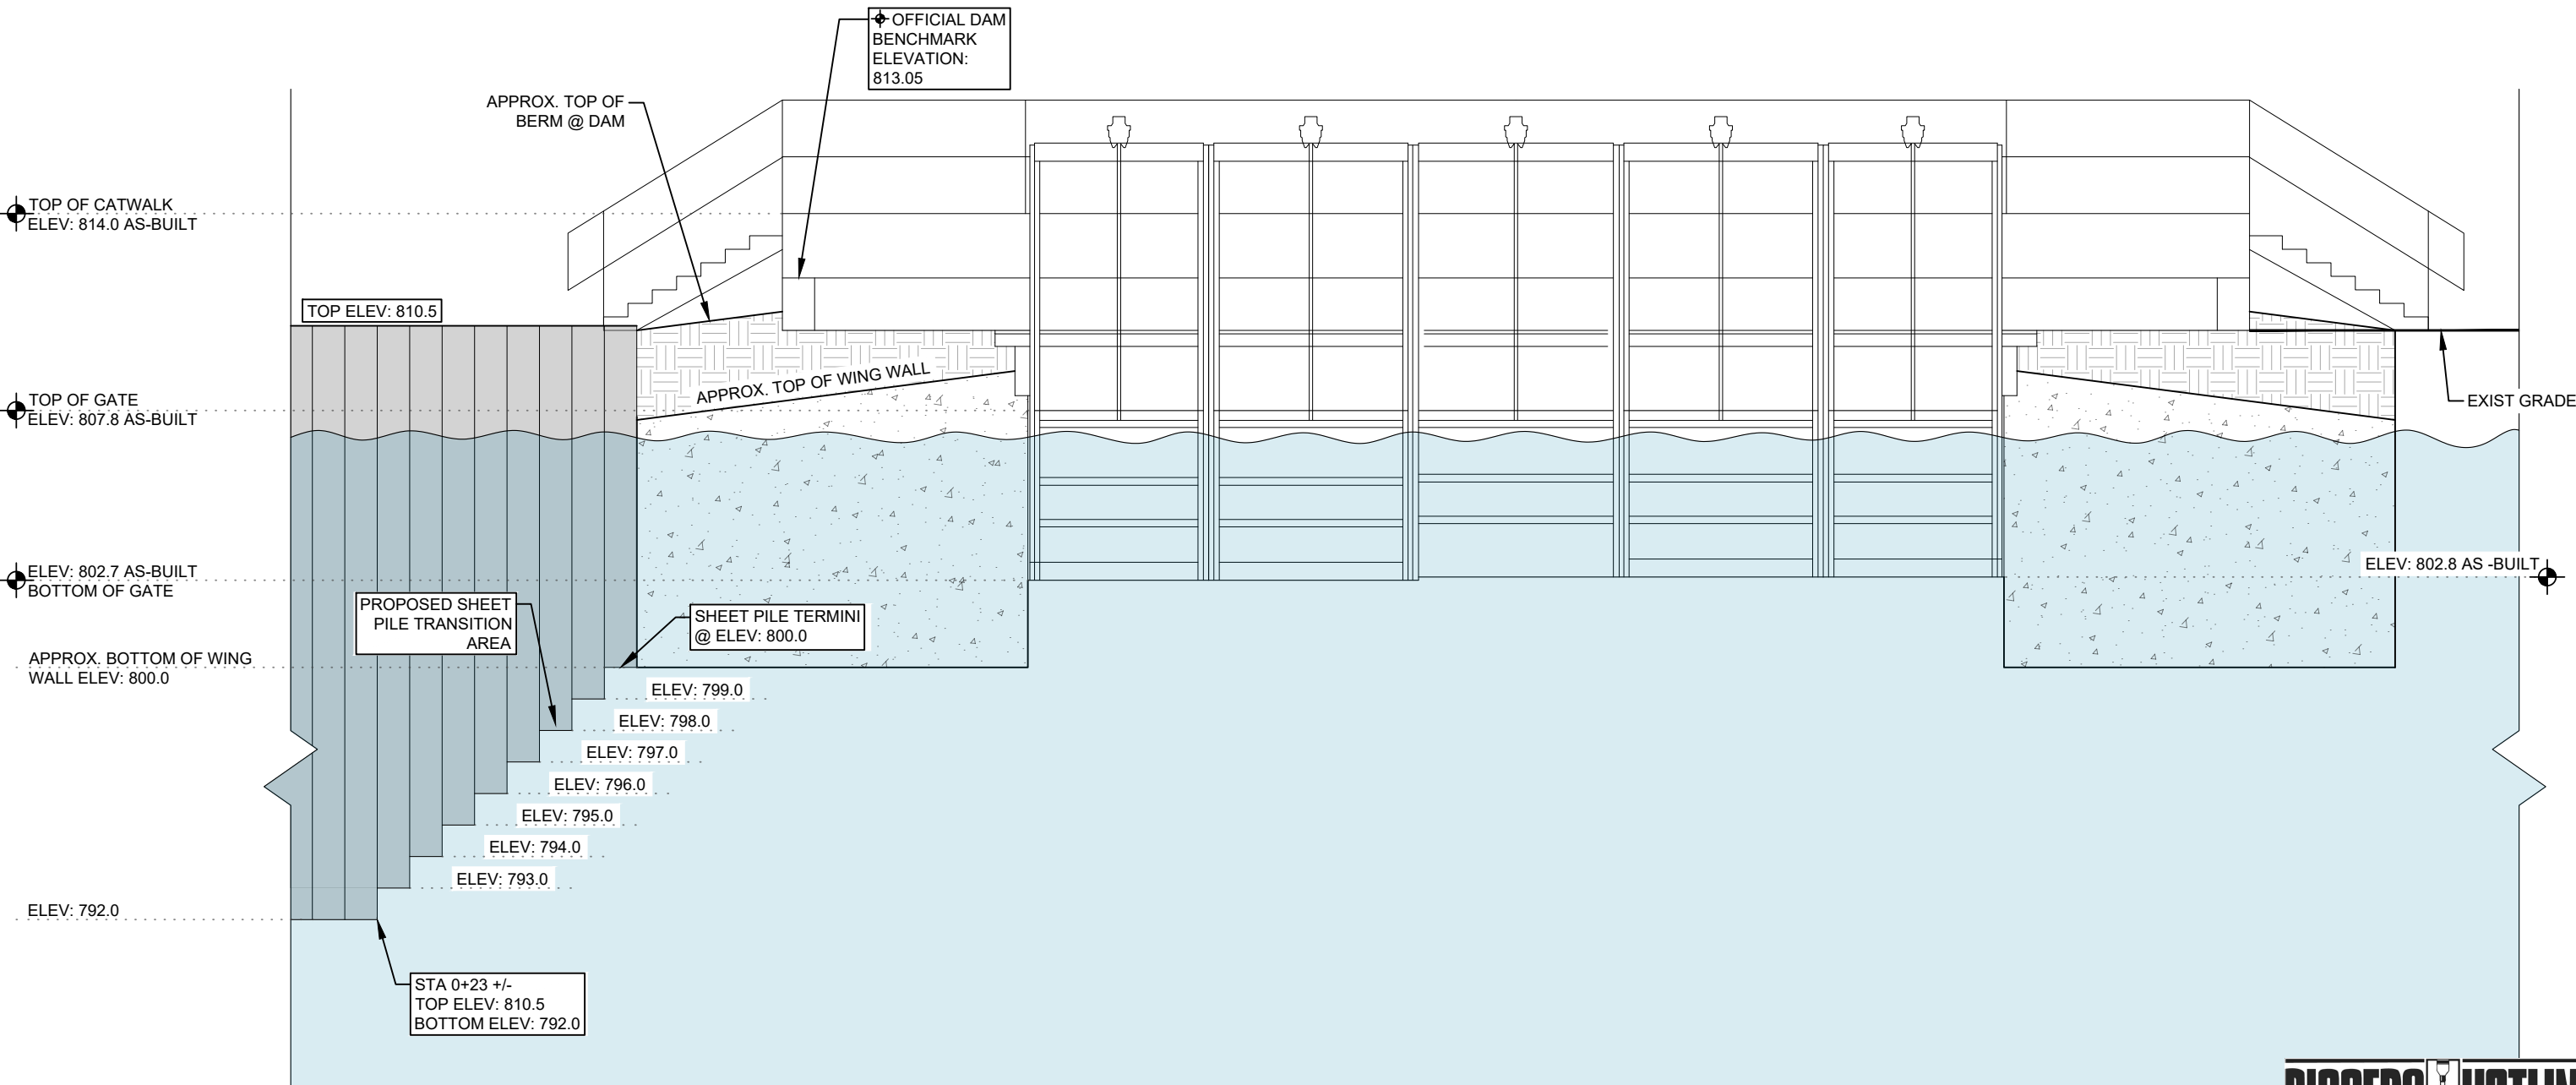 OFFICIAL DAM
BENCHMARK
ELEVATION:
813.05
APPROX. TOP OF
BERM @ DAM
TOP OF CATWALK
ELEV: 814.0 AS-BUILT
TOP ELEV: 810.5
APPROX. TOP OF WING WALL
TOP OF GATE
ELEV: 807.8 AS-BUILT
EXIST GRADE
ELEV: 802.7 AS-BUILT
BOTTOM OF GATE
ELEV: 802.8 AS -BUILT
PROPOSED SHEET
PILE TRANSITION
AREA
SHEET PILE TERMINI
@ ELEV: 800.0
APPROX. BOTTOM OF WING
WALL ELEV: 800.0
ELEV: 799.0
ELEV: 798.0
ELEV: 797.0
ELEV: 796.0
ELEV: 795.0
ELEV: 794.0
ELEV: 793.0
ELEV: 792.0
STA 0+23 +/-
TOP ELEV: 810.5
BOTTOM ELEV: 792.0